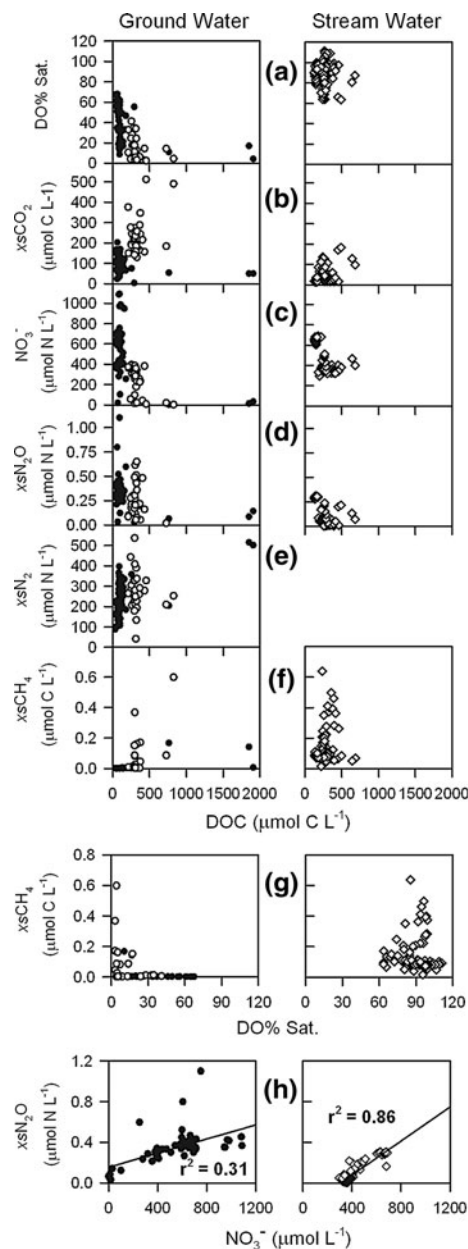 Ground Water Stream Water
(a)
DO% Sat.
120
100
80
60
40
20
0
(b)
xsCO2
(µmol C L-1)
500
400
300
200
100
0
(c)
NO3-
(µmol N L-1)
1000
800
600
400
200
0
(d)
xsN2O
(µmol N L-1)
1.00
0.75
0.50
0.25
0.00
(e)
xsN2
(µmol N L-1)
500
400
300
200
100
0
(f)
xsCH4
(µmol C L-1)
0.6
0.4
0.2
0.0
0 500 1000 1500 2000 0 500 1000 1500 2000
DOC (µmol C L-1)
(g)
xsCH4
(µmol C L-1)
0.8
0.6
0.4
0.2
0.0
0 30 60 90 120 0 30 60 90 120
DO% Sat.
(h)
xsN2O
(µmol N L-1)
1.2
0.8
0.4
0.0
r2 = 0.31
r2 = 0.86
0 400 800 1200 0 400 800 1200
NO3- (µmol L-1)